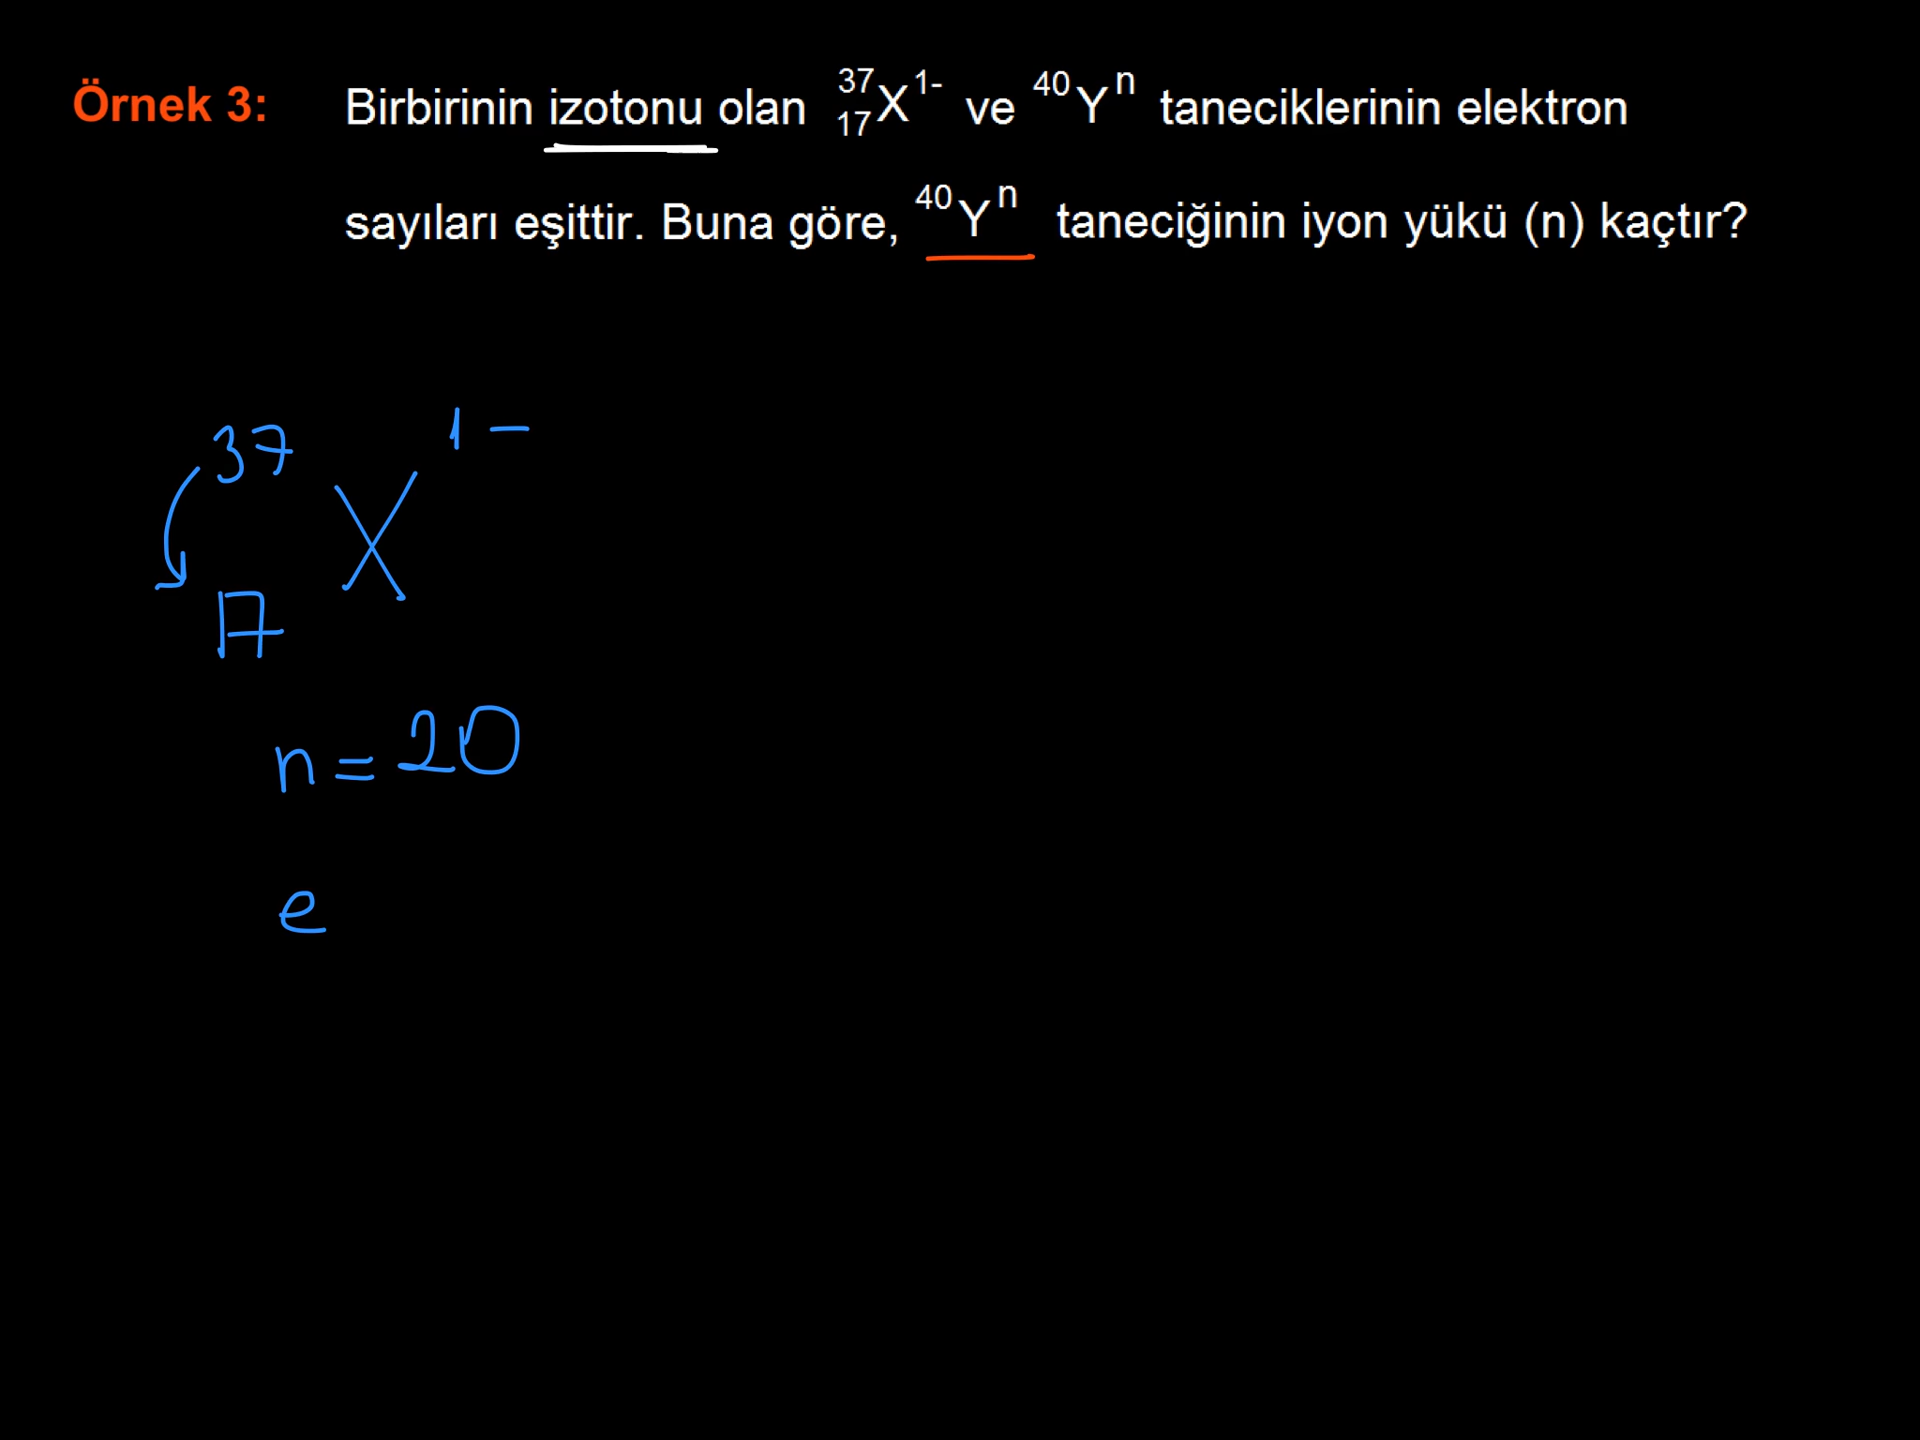 Örnek 3: Birbirinin izotonu olan ³⁷₁₇X¹⁻ ve ⁴⁰Yⁿ taneciklerinin elektron
sayıları eşittir. Buna göre, ⁴⁰Yⁿ taneciğinin iyon yükü (n) kaçtır?
37 X 1-
17
n = 20
e